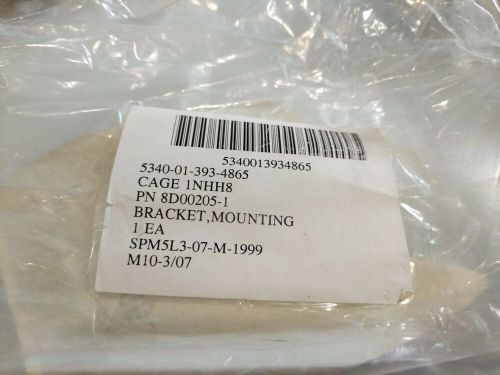 5340013934865
5340-01-393-4865
CAGE 1NHH8
PN 8D00205-1
BRACKET,MOUNTING
1 EA
SPM5L3-07-M-1999
M10-3/07